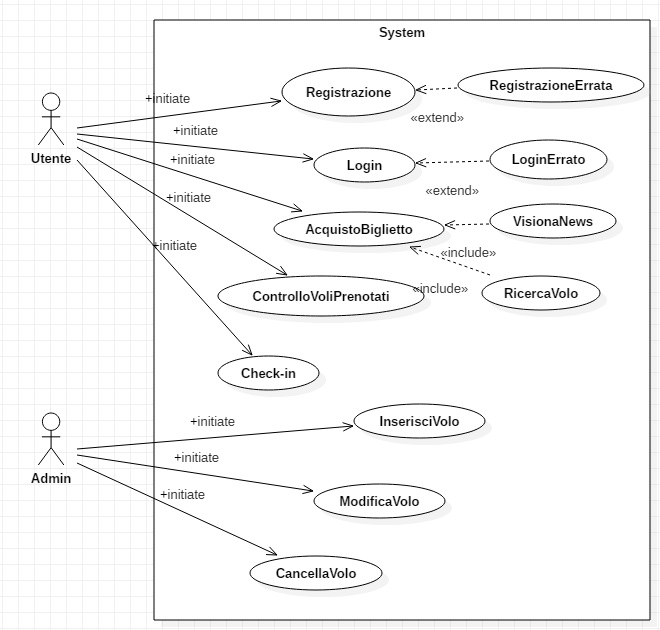 System
+initiate
Registrazione
RegistrazioneErrata
«extend»
+initiate
Utente
Login
LoginErrato
+initiate
«extend»
+initiate
AcquistoBiglietto
VisionaNews
+initiate
«include»
ControlloVoliPrenotati
«include»
RicercaVolo
Check-in
+initiate
InserisciVolo
+initiate
Admin
ModificaVolo
+initiate
CancellaVolo